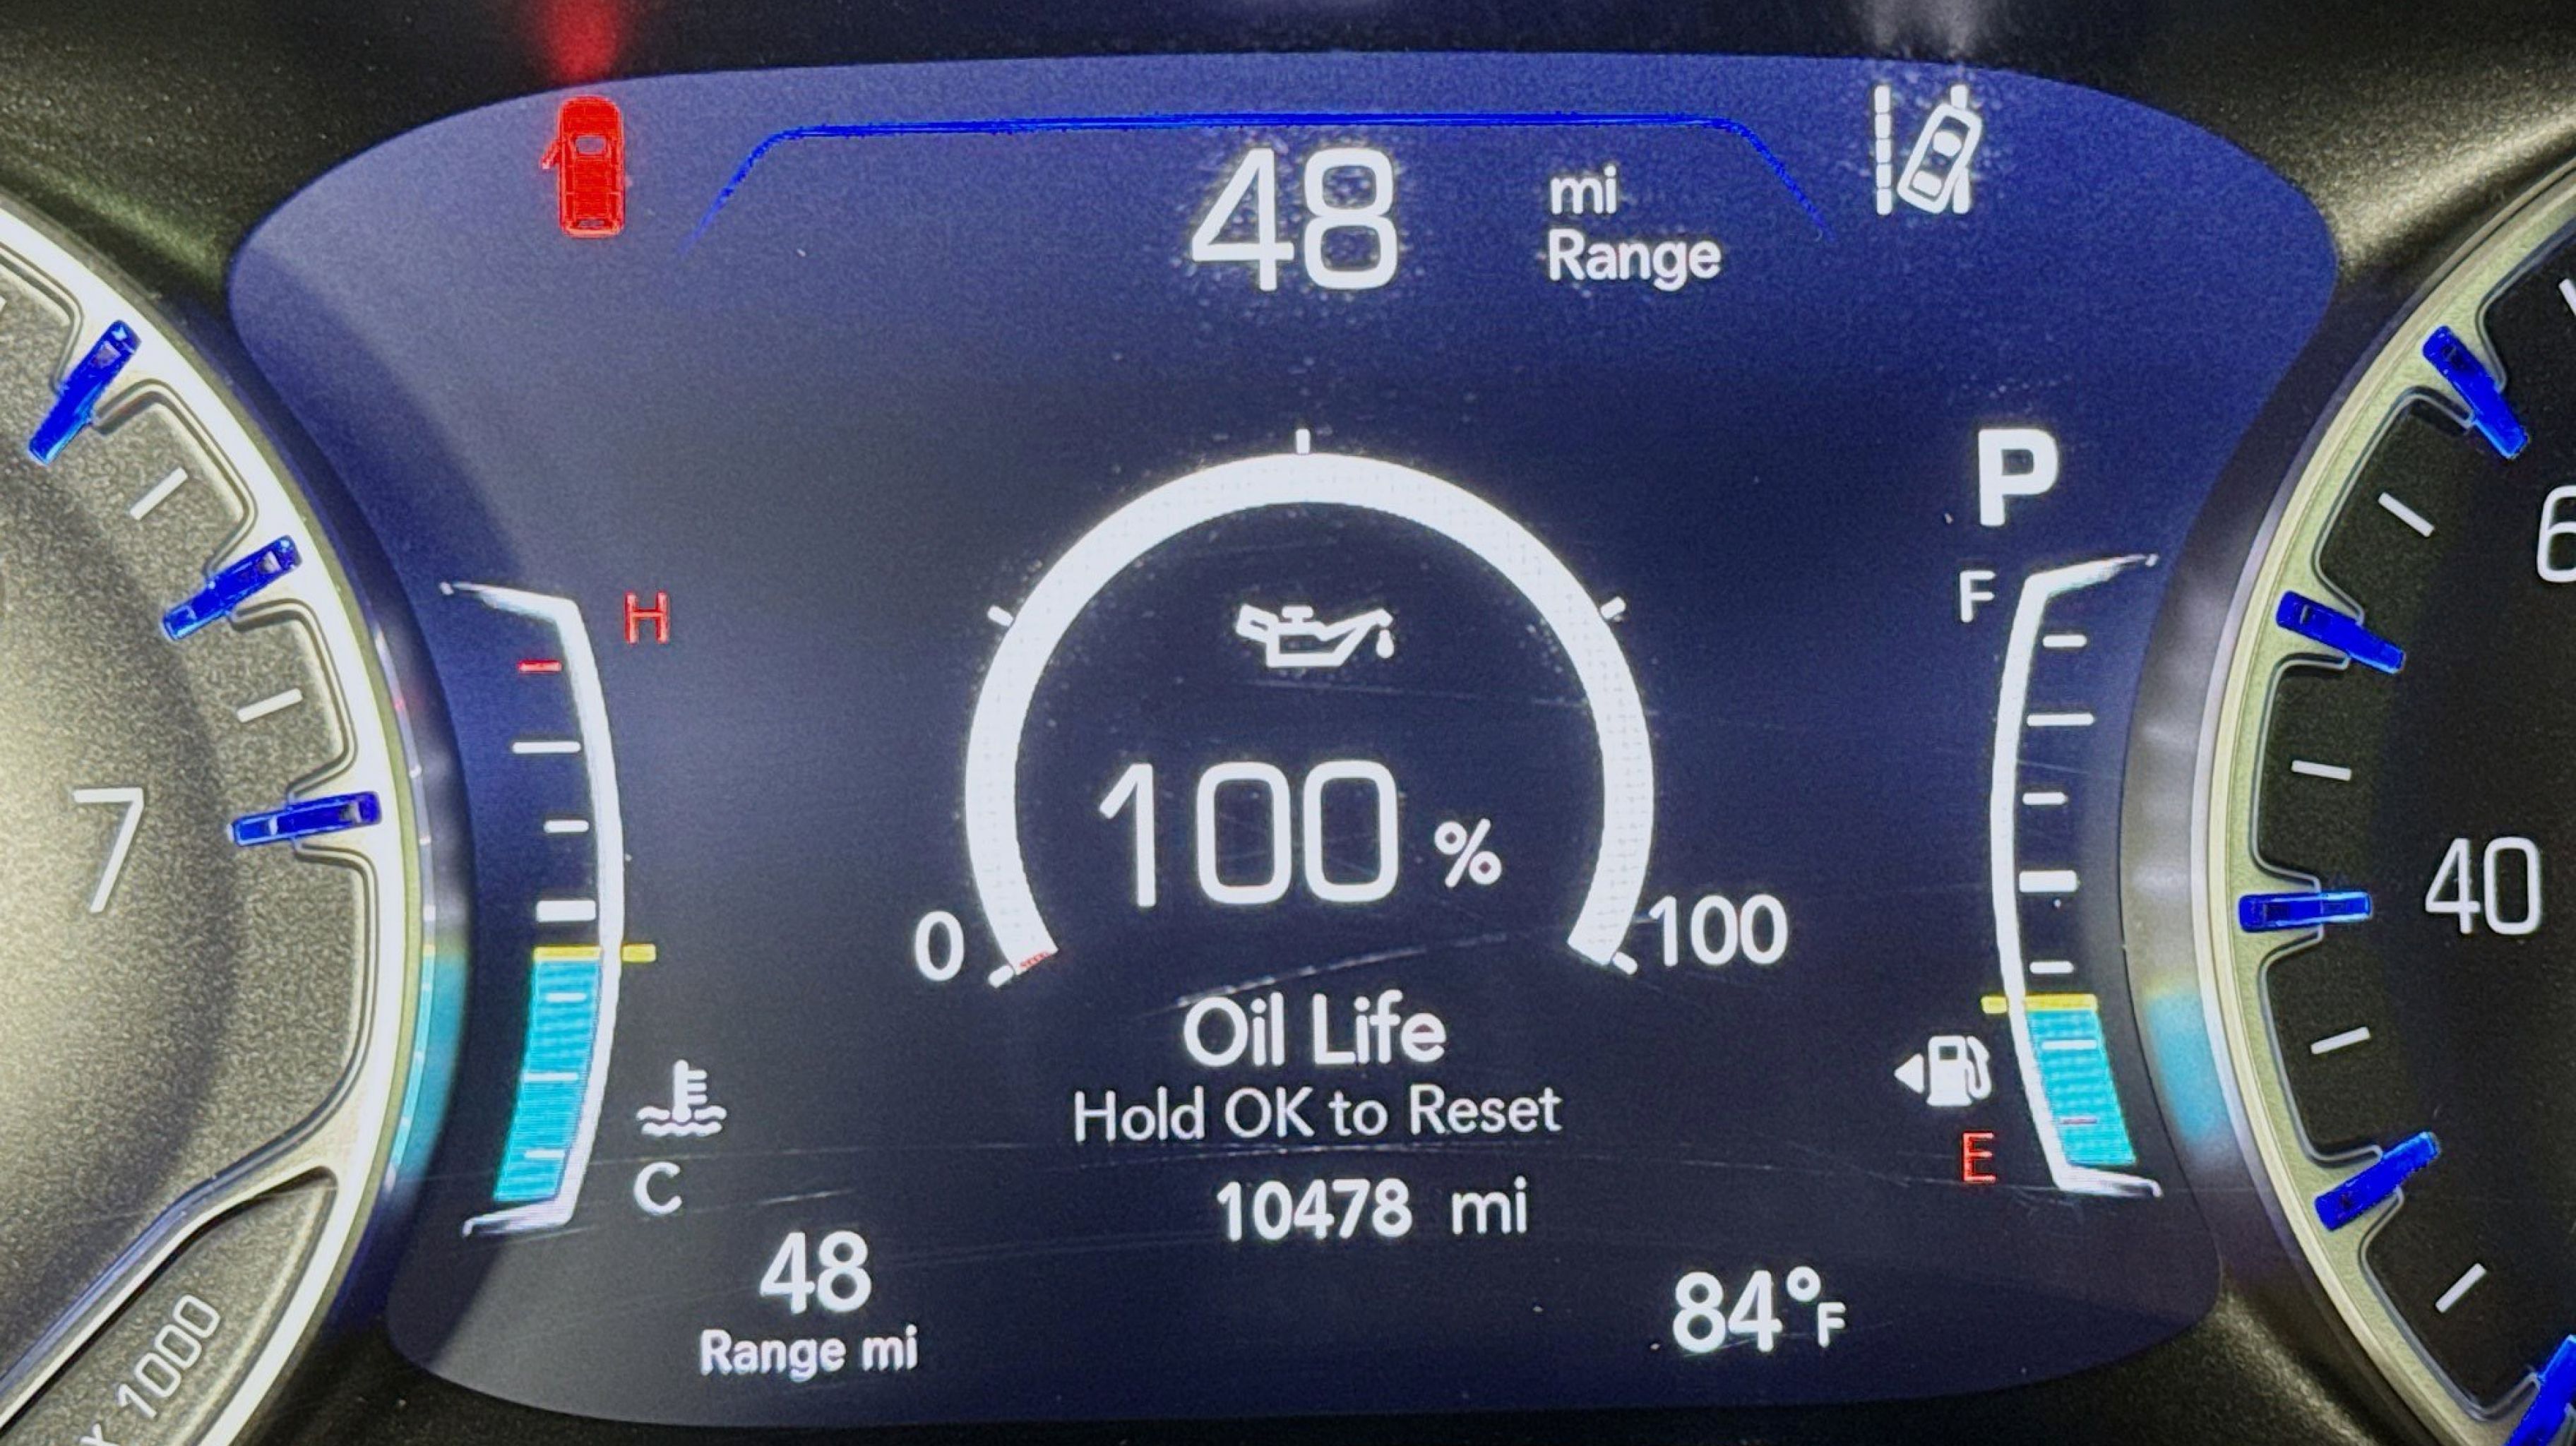 48 mi
Range
P
H
F
7
100 %
0
100
Oil Life
Hold OK to Reset
C
E
10478 mi
48
Range mi
84°F
40
x 1000